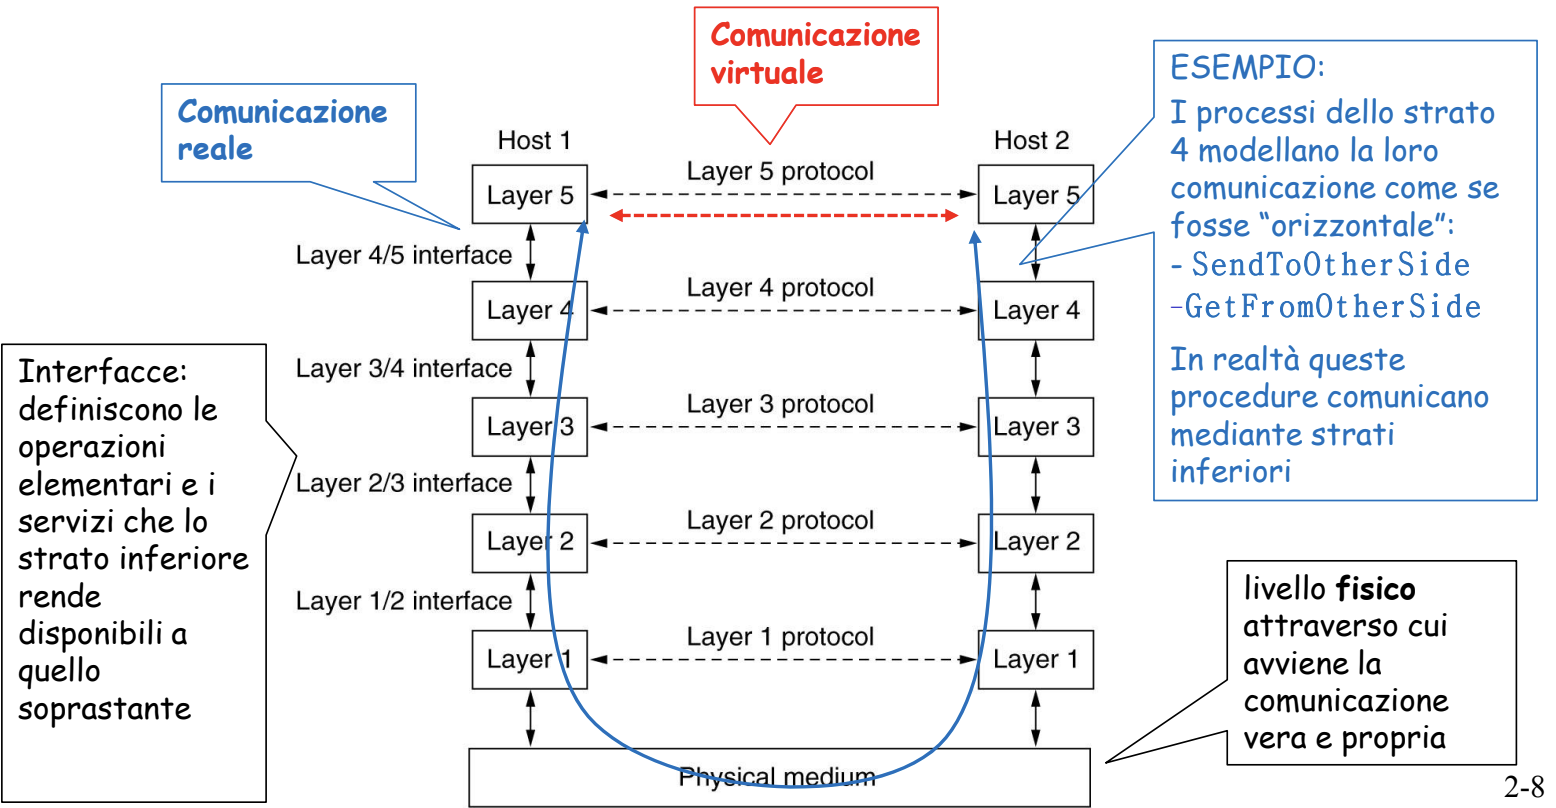 Comunicazione
virtuale
Comunicazione
reale
ESEMPIO:
I processi dello strato
4 modellano la loro
comunicazione come se
fosse “orizzontale”:
- SendToOtherSide
-GetFromOtherSide
In realtà queste
procedure comunicano
mediante strati
inferiori
Host 1
Host 2
Layer 5
Layer 5 protocol
Layer 5
Layer 4/5 interface
Layer 4
Layer 4 protocol
Layer 4
Layer 3/4 interface
Layer 3
Layer 3 protocol
Layer 3
Layer 2/3 interface
Layer 2
Layer 2 protocol
Layer 2
Layer 1/2 interface
Layer 1
Layer 1 protocol
Layer 1
Physical medium
Interfacce:
definiscono le
operazioni
elementari e i
servizi che lo
strato inferiore
rende
disponibili a
quello
soprastante
livello fisico
attraverso cui
avviene la
comunicazione
vera e propria
2-8